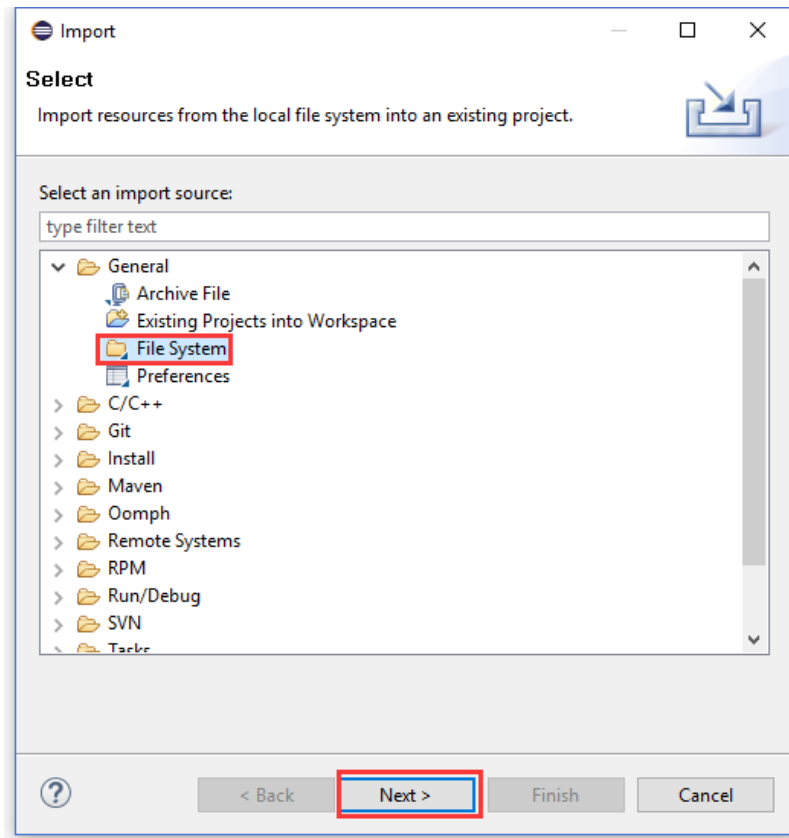 Import
Select
Import resources from the local file system into an existing project.
Select an import source:
type filter text
General
Archive File
Existing Projects into Workspace
File System
Preferences
C/C++
Git
Install
Maven
Oomph
Remote Systems
RPM
Run/Debug
SVN
Tasks
?
< Back Next > Finish Cancel